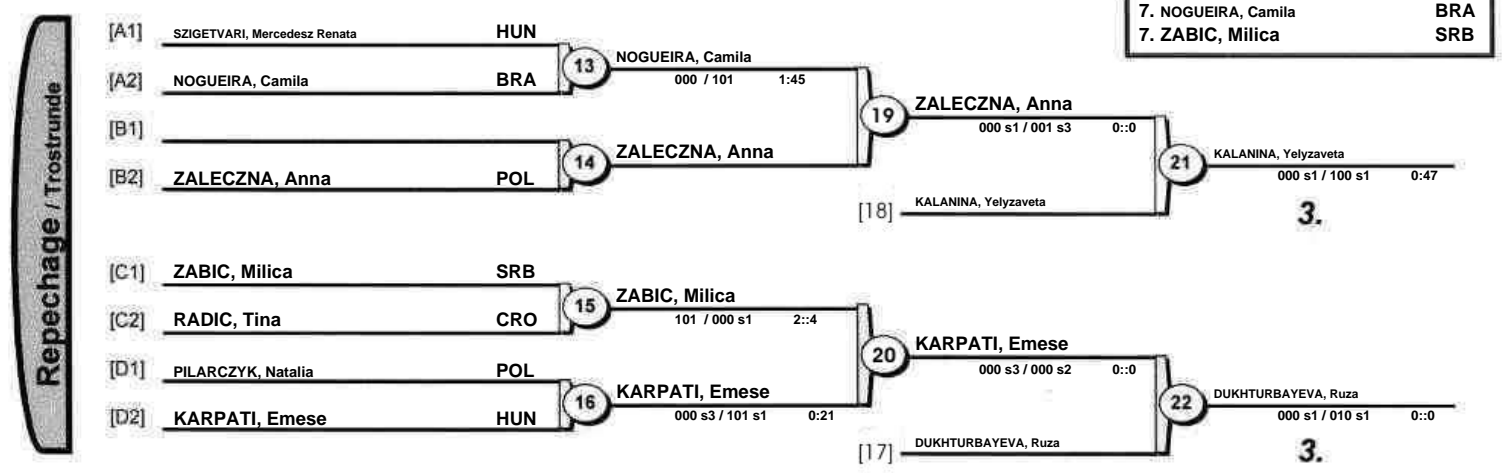 7. NOGUEIRA, Camila BRA
7. ZABIC, Milica SRB
Repechage / Trostrunde
[A1] SZIGETVARI, Mercedesz Renata HUN
[A2] NOGUEIRA, Camila BRA
13
NOGUEIRA, Camila
000 / 101 1:45
[B1]
[B2] ZALECZNA, Anna POL
14
ZALECZNA, Anna
19
ZALECZNA, Anna
000 s1 / 001 s3 0::0
[18] KALANINA, Yelyzaveta
21
KALANINA, Yelyzaveta
000 s1 / 100 s1 0:47
3.
[C1] ZABIC, Milica SRB
[C2] RADIC, Tina CRO
15
ZABIC, Milica
101 / 000 s1 2::4
[D1] PILARCZYK, Natalia POL
[D2] KARPATI, Emese HUN
16
KARPATI, Emese
000 s3 / 101 s1 0:21
20
KARPATI, Emese
000 s3 / 000 s2 0::0
[17] DUKHTURBAYEVA, Ruza
22
DUKHTURBAYEVA, Ruza
000 s1 / 010 s1 0::0
3.